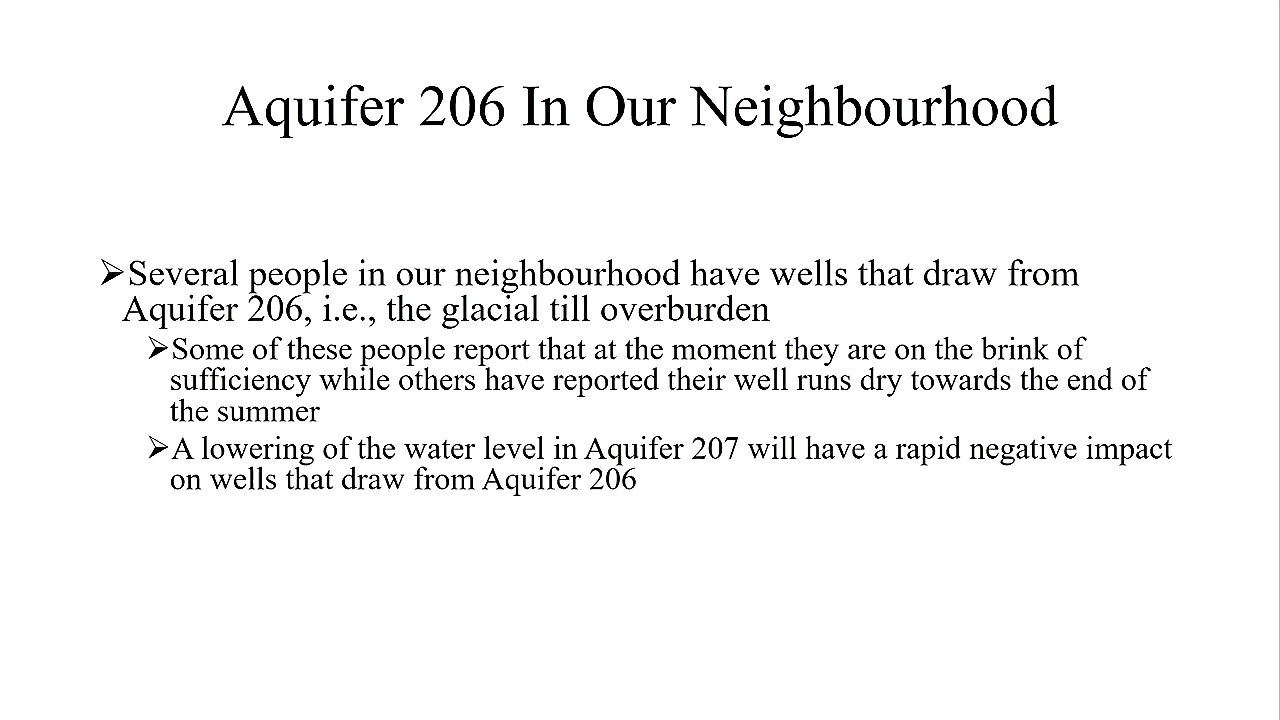 Aquifer 206 In Our Neighbourhood
➢Several people in our neighbourhood have wells that draw from
Aquifer 206, i.e., the glacial till overburden
➢Some of these people report that at the moment they are on the brink of
sufficiency while others have reported their well runs dry towards the end of
the summer
➢A lowering of the water level in Aquifer 207 will have a rapid negative impact
on wells that draw from Aquifer 206